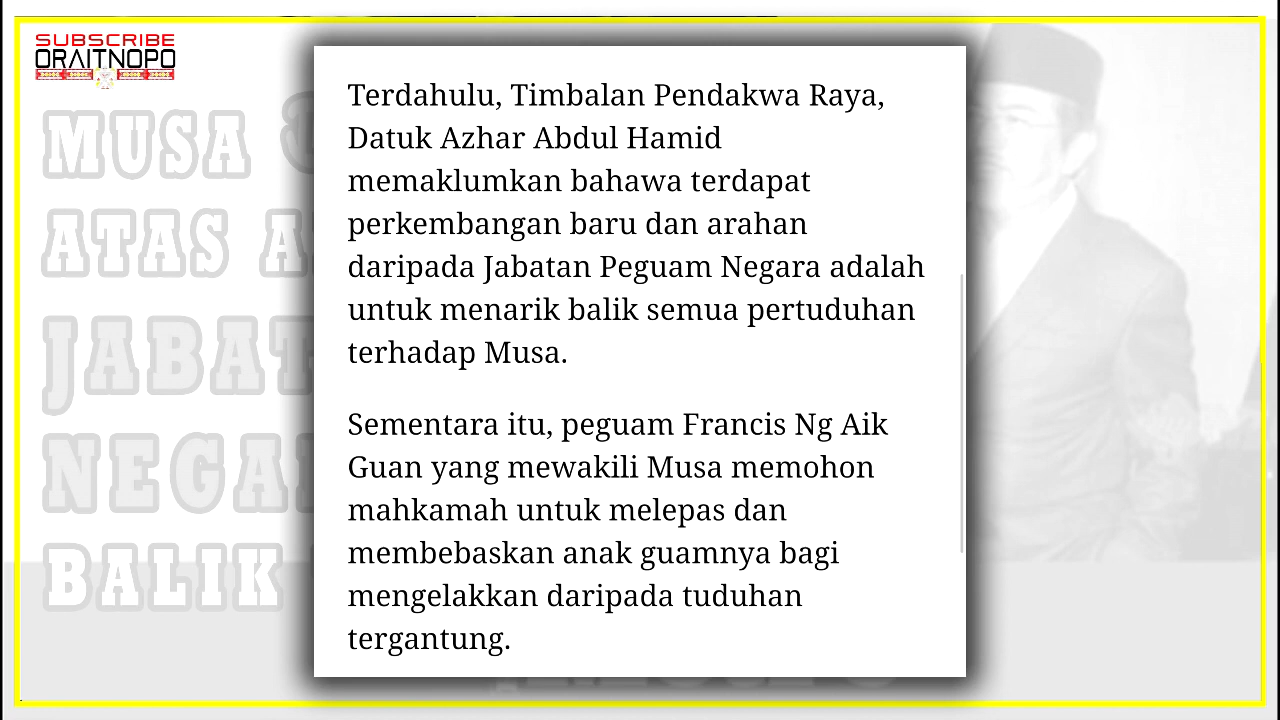 SUBSCRIBE
ORAITNOPO
MUSA
ATAS
JABAT
NEGA
BALIK
Terdahulu, Timbalan Pendakwa Raya,
Datuk Azhar Abdul Hamid
memaklumkan bahawa terdapat
perkembangan baru dan arahan
daripada Jabatan Peguam Negara adalah
untuk menarik balik semua pertuduhan
terhadap Musa.
Sementara itu, peguam Francis Ng Aik
Guan yang mewakili Musa memohon
mahkamah untuk melepas dan
membebaskan anak guamnya bagi
mengelakkan daripada tuduhan
tergantung.